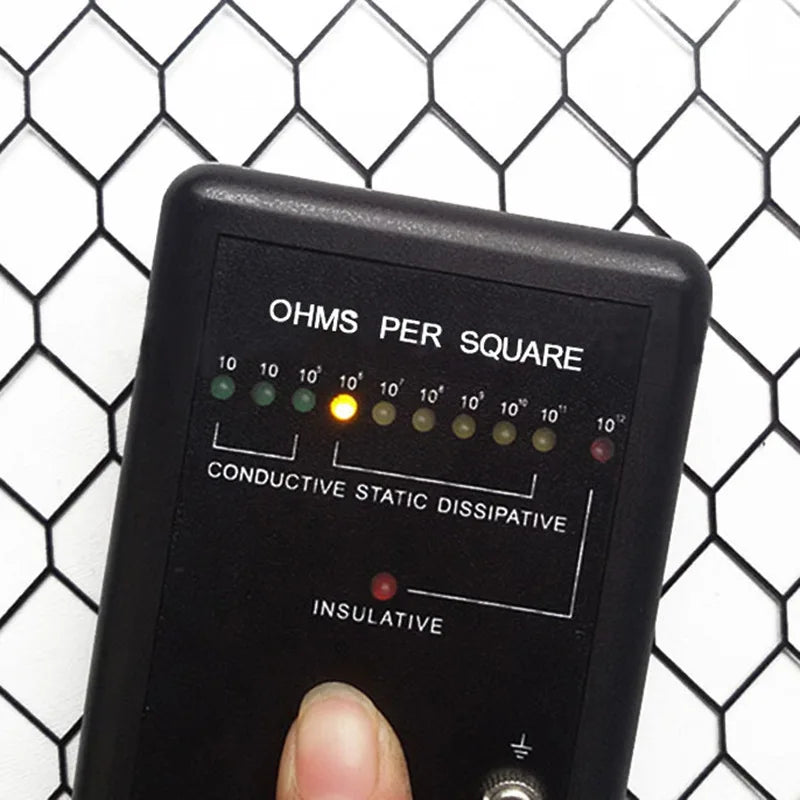 OHMS PER SQUARE
10 10 10⁵ 10⁶ 10⁷ 10⁸ 10⁹ 10¹⁰ 10¹¹ 10¹²
CONDUCTIVE STATIC DISSIPATIVE
INSULATIVE